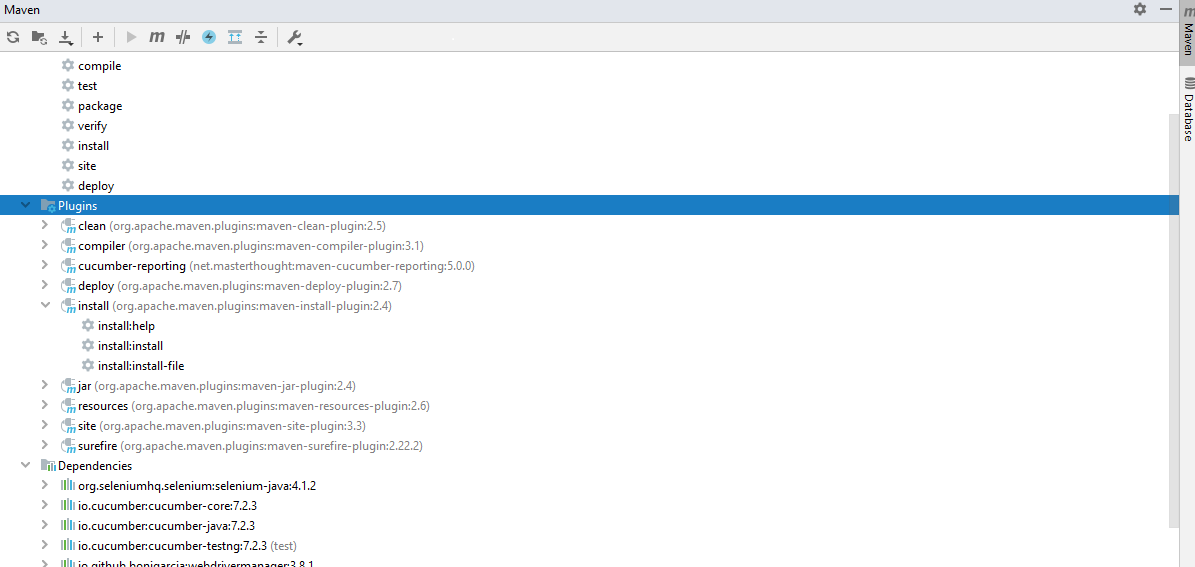 Maven
m
compile
test
package
verify
install
site
deploy
Plugins
clean (org.apache.maven.plugins:maven-clean-plugin:2.5)
compiler (org.apache.maven.plugins:maven-compiler-plugin:3.1)
cucumber-reporting (net.masterthought:maven-cucumber-reporting:5.0.0)
deploy (org.apache.maven.plugins:maven-deploy-plugin:2.7)
install (org.apache.maven.plugins:maven-install-plugin:2.4)
install:help
install:install
install:install-file
jar (org.apache.maven.plugins:maven-jar-plugin:2.4)
resources (org.apache.maven.plugins:maven-resources-plugin:2.6)
site (org.apache.maven.plugins:maven-site-plugin:3.3)
surefire (org.apache.maven.plugins:maven-surefire-plugin:2.22.2)
Dependencies
org.seleniumhq.selenium:selenium-java:4.1.2
io.cucumber:cucumber-core:7.2.3
io.cucumber:cucumber-java:7.2.3
io.cucumber:cucumber-testng:7.2.3 (test)
io.github.bonigarcia:webdrivermanager:3.8.1
m Maven
Database